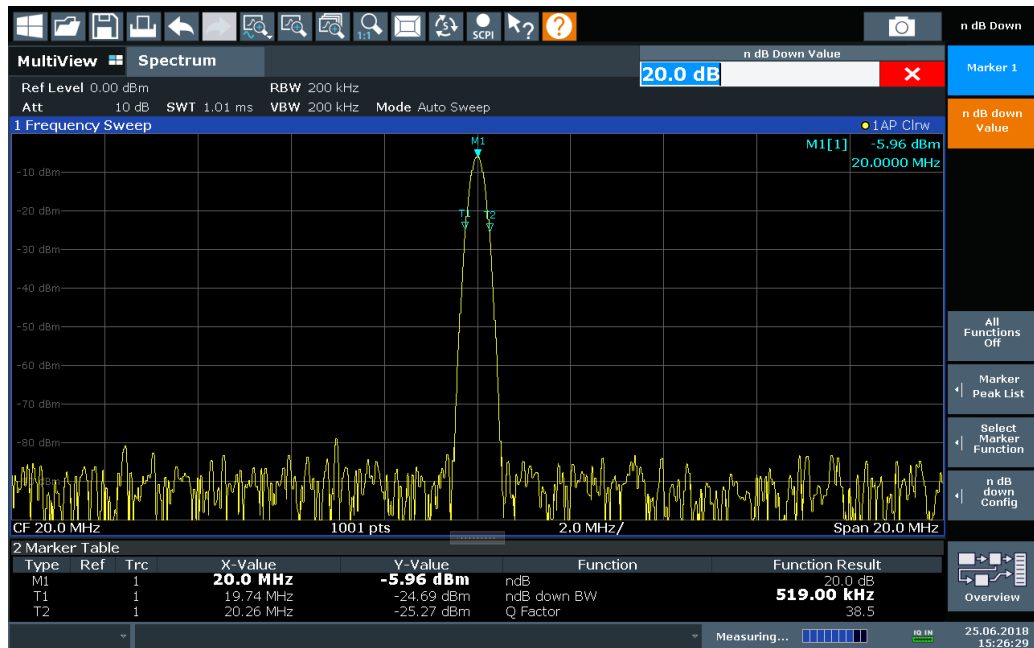 SCPI
1:1
n dB Down
MultiView Spectrum
n dB Down Value
20.0 dB
Marker 1
Ref Level 0.00 dBm RBW 200 kHz
Att 10 dB SWT 1.01 ms VBW 200 kHz Mode Auto Sweep
n dB down Value
1 Frequency Sweep
1AP Clrw
M1
M1[1] -5.96 dBm
20.0000 MHz
-10 dBm
-20 dBm
T1 T2
-30 dBm
-40 dBm
-50 dBm
-60 dBm
-70 dBm
-80 dBm
All Functions Off
Marker Peak List
Select Marker Function
n dB down Config
CF 20.0 MHz 1001 pts 2.0 MHz/ Span 20.0 MHz
2 Marker Table
Type Ref Trc X-Value Y-Value Function Function Result
M1 1 20.0 MHz -5.96 dBm ndB 20.0 dB
T1 1 19.74 MHz -24.69 dBm ndB down BW 519.00 kHz
T2 1 20.26 MHz -25.27 dBm Q Factor 38.5
Overview
Measuring...
IQ IN
25.06.2018
15:26:29